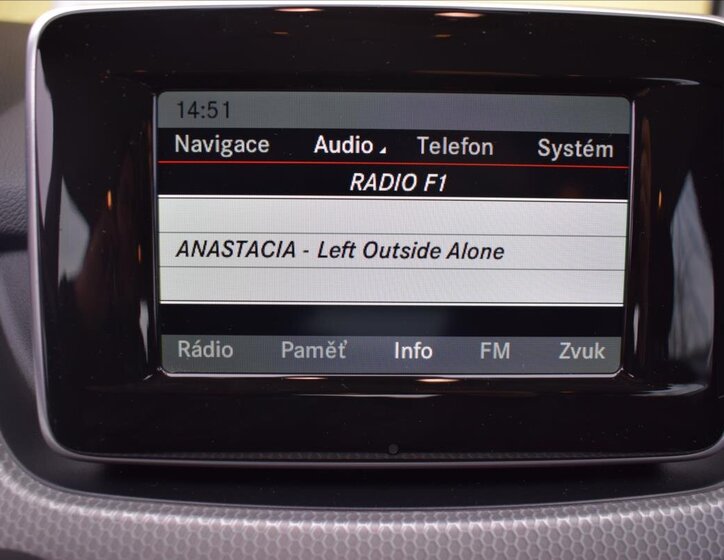 14:51
Navigace Audio Telefon Systém
RADIO F1
ANASTACIA - Left Outside Alone
Rádio Paměť Info FM Zvuk